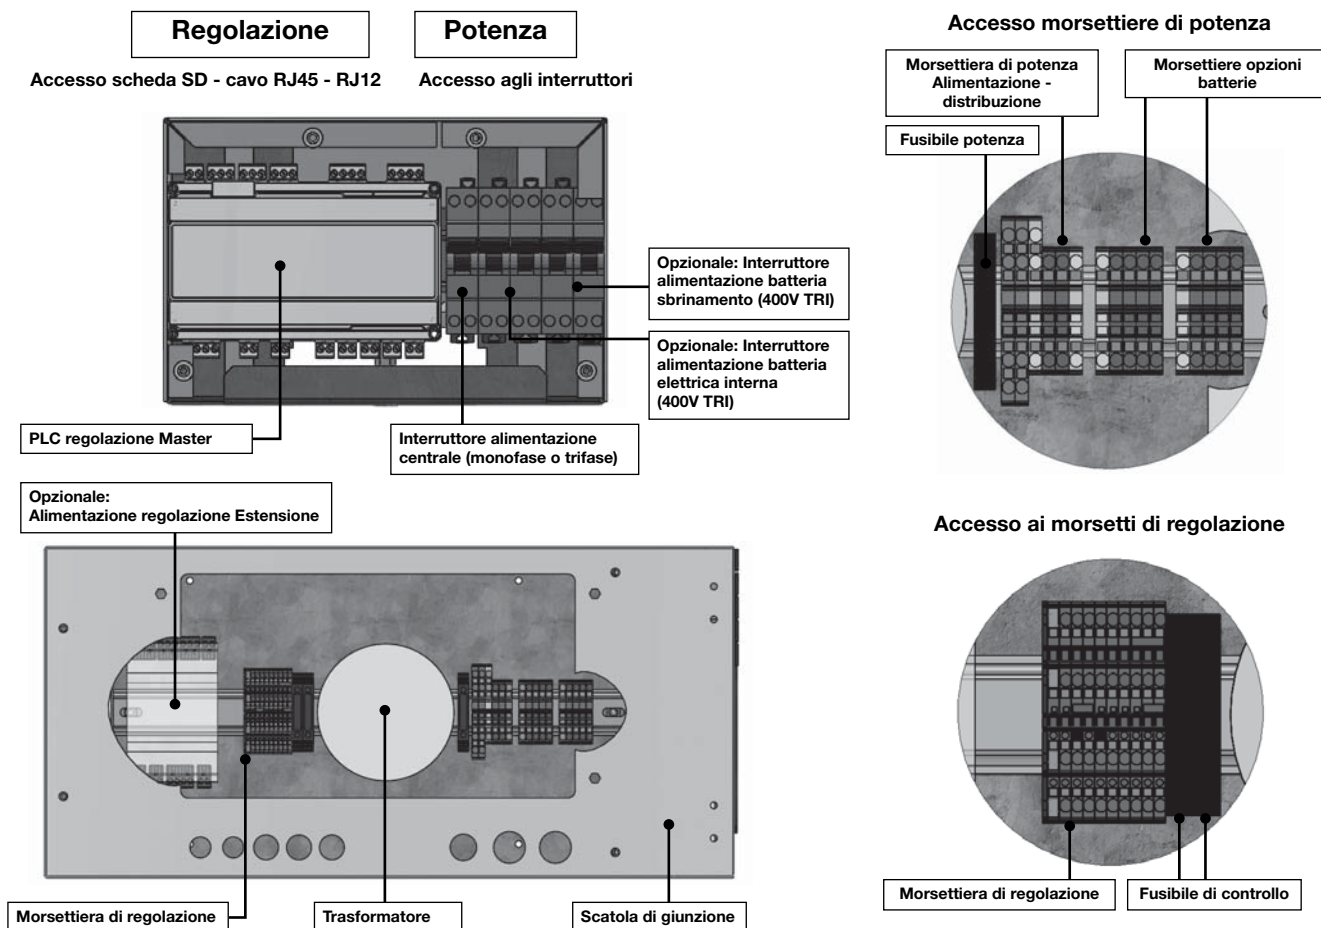 Regolazione
Potenza
Accesso scheda SD - cavo RJ45 - RJ12
Accesso agli interruttori
Opzionale: Interruttore
alimentazione batteria
sbrinamento (400V TRI)
Opzionale: Interruttore
alimentazione batteria
elettrica interna
(400V TRI)
PLC regolazione Master
Interruttore alimentazione
centrale (monofase o trifase)
Accesso morsettiere di potenza
Morsettiera di potenza
Alimentazione -
distribuzione
Morsettiere opzioni
batterie
Fusibile potenza
Opzionale:
Alimentazione regolazione Estensione
Morsettiera di regolazione
Trasformatore
Scatola di giunzione
Accesso ai morsetti di regolazione
Morsettiera di regolazione
Fusibile di controllo